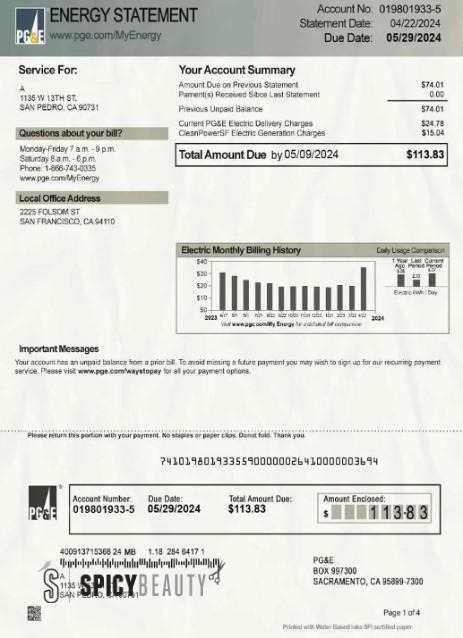 PG&E
ENERGY STATEMENT
www.pge.com/MyEnergy
Account No: 019801933-5
Statement Date: 04/22/2024
Due Date: 05/29/2024
Service For:
A
1135 W 13TH ST,
SAN PEDRO, CA 90731
Questions about your bill?
Monday-Friday 7 a.m. - 9 p.m.
Saturday 8 a.m. - 6 p.m.
Phone: 1-866-743-0335
www.pge.com/MyEnergy
Local Office Address
2225 FOLSOM ST
SAN FRANCISCO, CA 94110
Your Account Summary
Amount Due on Previous Statement $74.01
Pament(s) Received Sibce Last Statement 0.00
Previous Unpaid Balance $74.01
Current PG&E Electric Delivery Charges $24.78
CleanPowerSF Electric Generation Charges $15.04
Total Amount Due by 05/09/2024 $113.83
Electric Monthly Billing History
Daily Usage Comparison
$40
$30
$20
$10
$0
2023
2024
1 Year Last Current
Ago Period Period
Electric kWh / Day
Visit www.pge.com/My Energy for a detailed bill comparison
Important Messages
Your account has an unpaid balance from a prior bill. To avoid missing a future payment you may wish to sign up for our recurring payment
service. Please visit www.pge.com/waystopay for all your payment options.
Please return this portion with your payment. No staples or paper clips. Donot fold. Thank you.
PG&E
Account Number: Due Date: Total Amount Due: Amount Enclosed:
019801933-5 05/29/2024 $113.83 $ 113.83
400913715368 24 MB 1.18 284 6417 1
A
1135 W
SAN PEDRO, CA 90731
SPICYBEAUTY
PG&E
BOX 997300
SACRAMENTO, CA 95899-7300
Page 1 of 4
Printed with Water Based Inks SFI certified paper